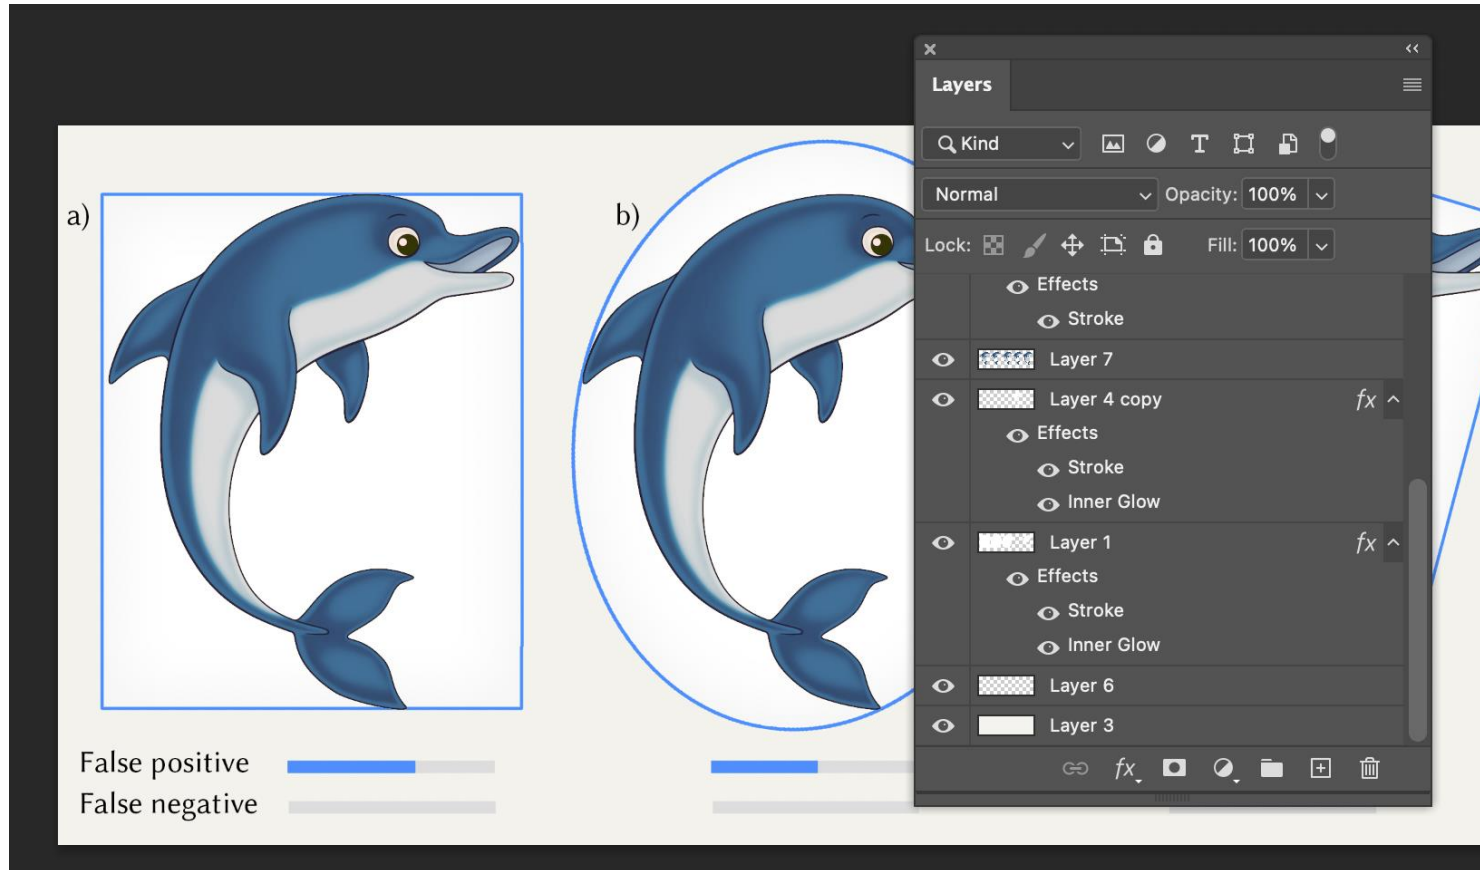 a)
b)
False positive
False negative
Layers
Kind
Normal
Opacity: 100%
Lock:
Fill: 100%
Effects
Stroke
Layer 7
Layer 4 copy
fx
Effects
Stroke
Inner Glow
Layer 1
fx
Effects
Stroke
Inner Glow
Layer 6
Layer 3
fx